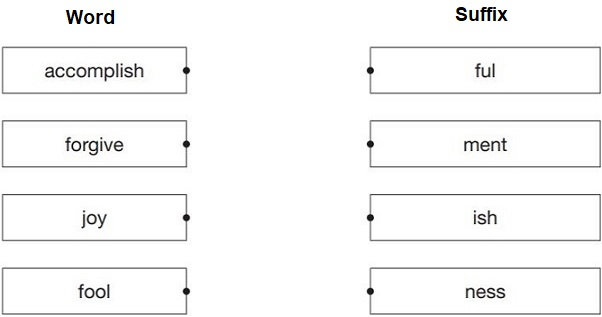 Word Suffix
accomplish ful
forgive ment
joy ish
fool ness